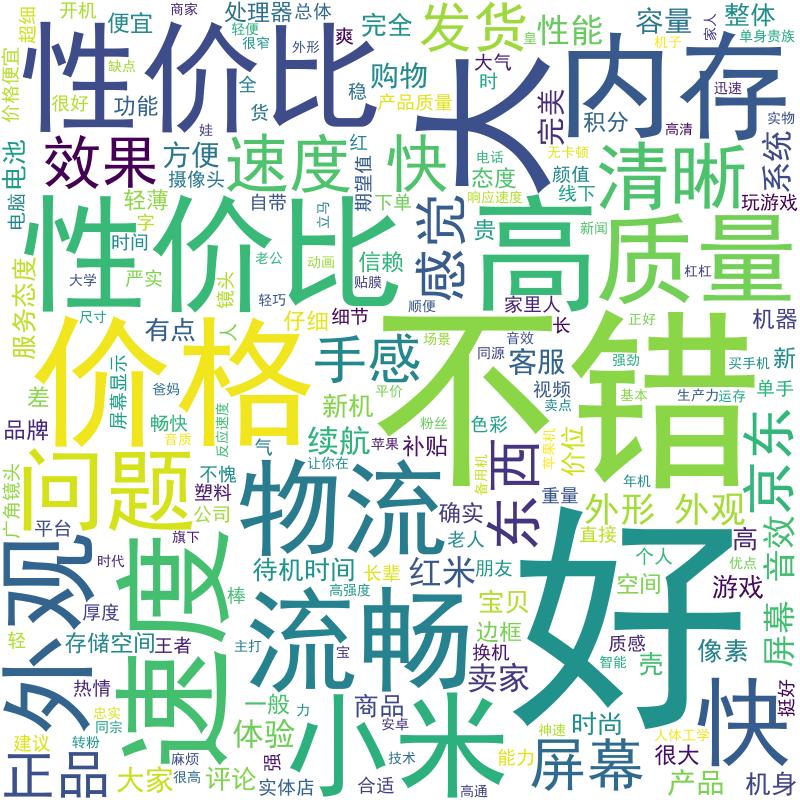 商家
开机
便宜
超细
处理器
总体
完全
发货
皇
性能
容量
整体
家人
单身贵族
机子
价格便宜
缺点
很好
功能
性价比
轻便
很窄
外形
爽
全
货
稳
购物
大气
时
产品质量
大
完美
内存
积分
迅速
实物
高清
系统
电池
电脑
效果
方便
摄像头
娃
速度
红
期望值
快
电话
态度
响应速度
下单
无卡顿
颜值
线下
清晰
玩游戏
轻薄
字
自带
立马
性价比
时间
严实
镜头
大学
老公
动画
轻巧
贴膜
信赖
感觉
顺便
贵
高
家里人
新闻
质量
杠杠
机器
服务态度
尺寸
有点
人
仔细
细节
长
正好
价格
手感
场景
音效
同源
客服
不错
强劲
买手机
新
单手
差
屏幕显示
爸妈
平价
视频
卖点
基本
生产力
运存
品牌
畅快
音质
反应速度
新机
粉丝
色彩
苹果机
价位
续航
苹果
补贴
气
让你在
备用机
京东
问题
广角镜头
不愧
塑料
公司
物流
东西
重量
年机
确实
外形
外观
直接
平台
时代
旗下
速度
棒
待机时间
高强度
长辈
红米
老人
朋友
好
个人
优点
高
音效
空间
游戏
外观
厚度
轻
存储空间
王者
流畅
宝贝
边框
换机
屏幕
质感
智能
壳
像素
热情
忠实
同宗
主打
宝
卖家
快
挺好
建议
转粉
一般
力
体验
商品
安卓
小米
神速
时尚
人体工学
很大
正品
大家
麻烦
很高
评论
强
实体店
合适
技术
高通
能力
屏幕
产品
机身